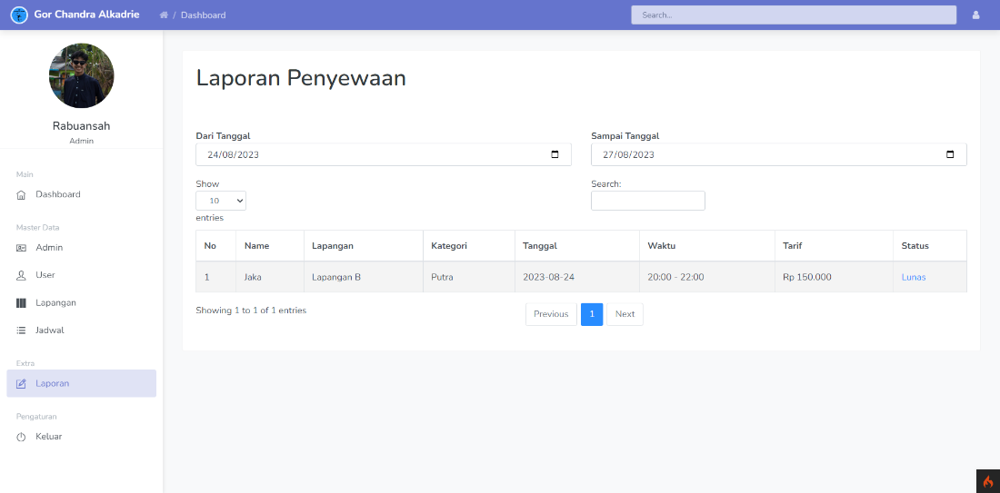 Gor Chandra Alkadrie
/ Dashboard
Search...
Rabuansah
Admin
Main
Dashboard
Master Data
Admin
User
Lapangan
Jadwal
Extra
Laporan
Pengaturan
Keluar
Laporan Penyewaan
Dari Tanggal
Sampai Tanggal
24/08/2023
27/08/2023
Show
Search:
10
entries
No Name Lapangan Kategori Tanggal Waktu Tarif Status
1 Jaka Lapangan B Putra 2023-08-24 20:00 - 22:00 Rp 150.000 Lunas
Showing 1 to 1 of 1 entries
Previous 1 Next